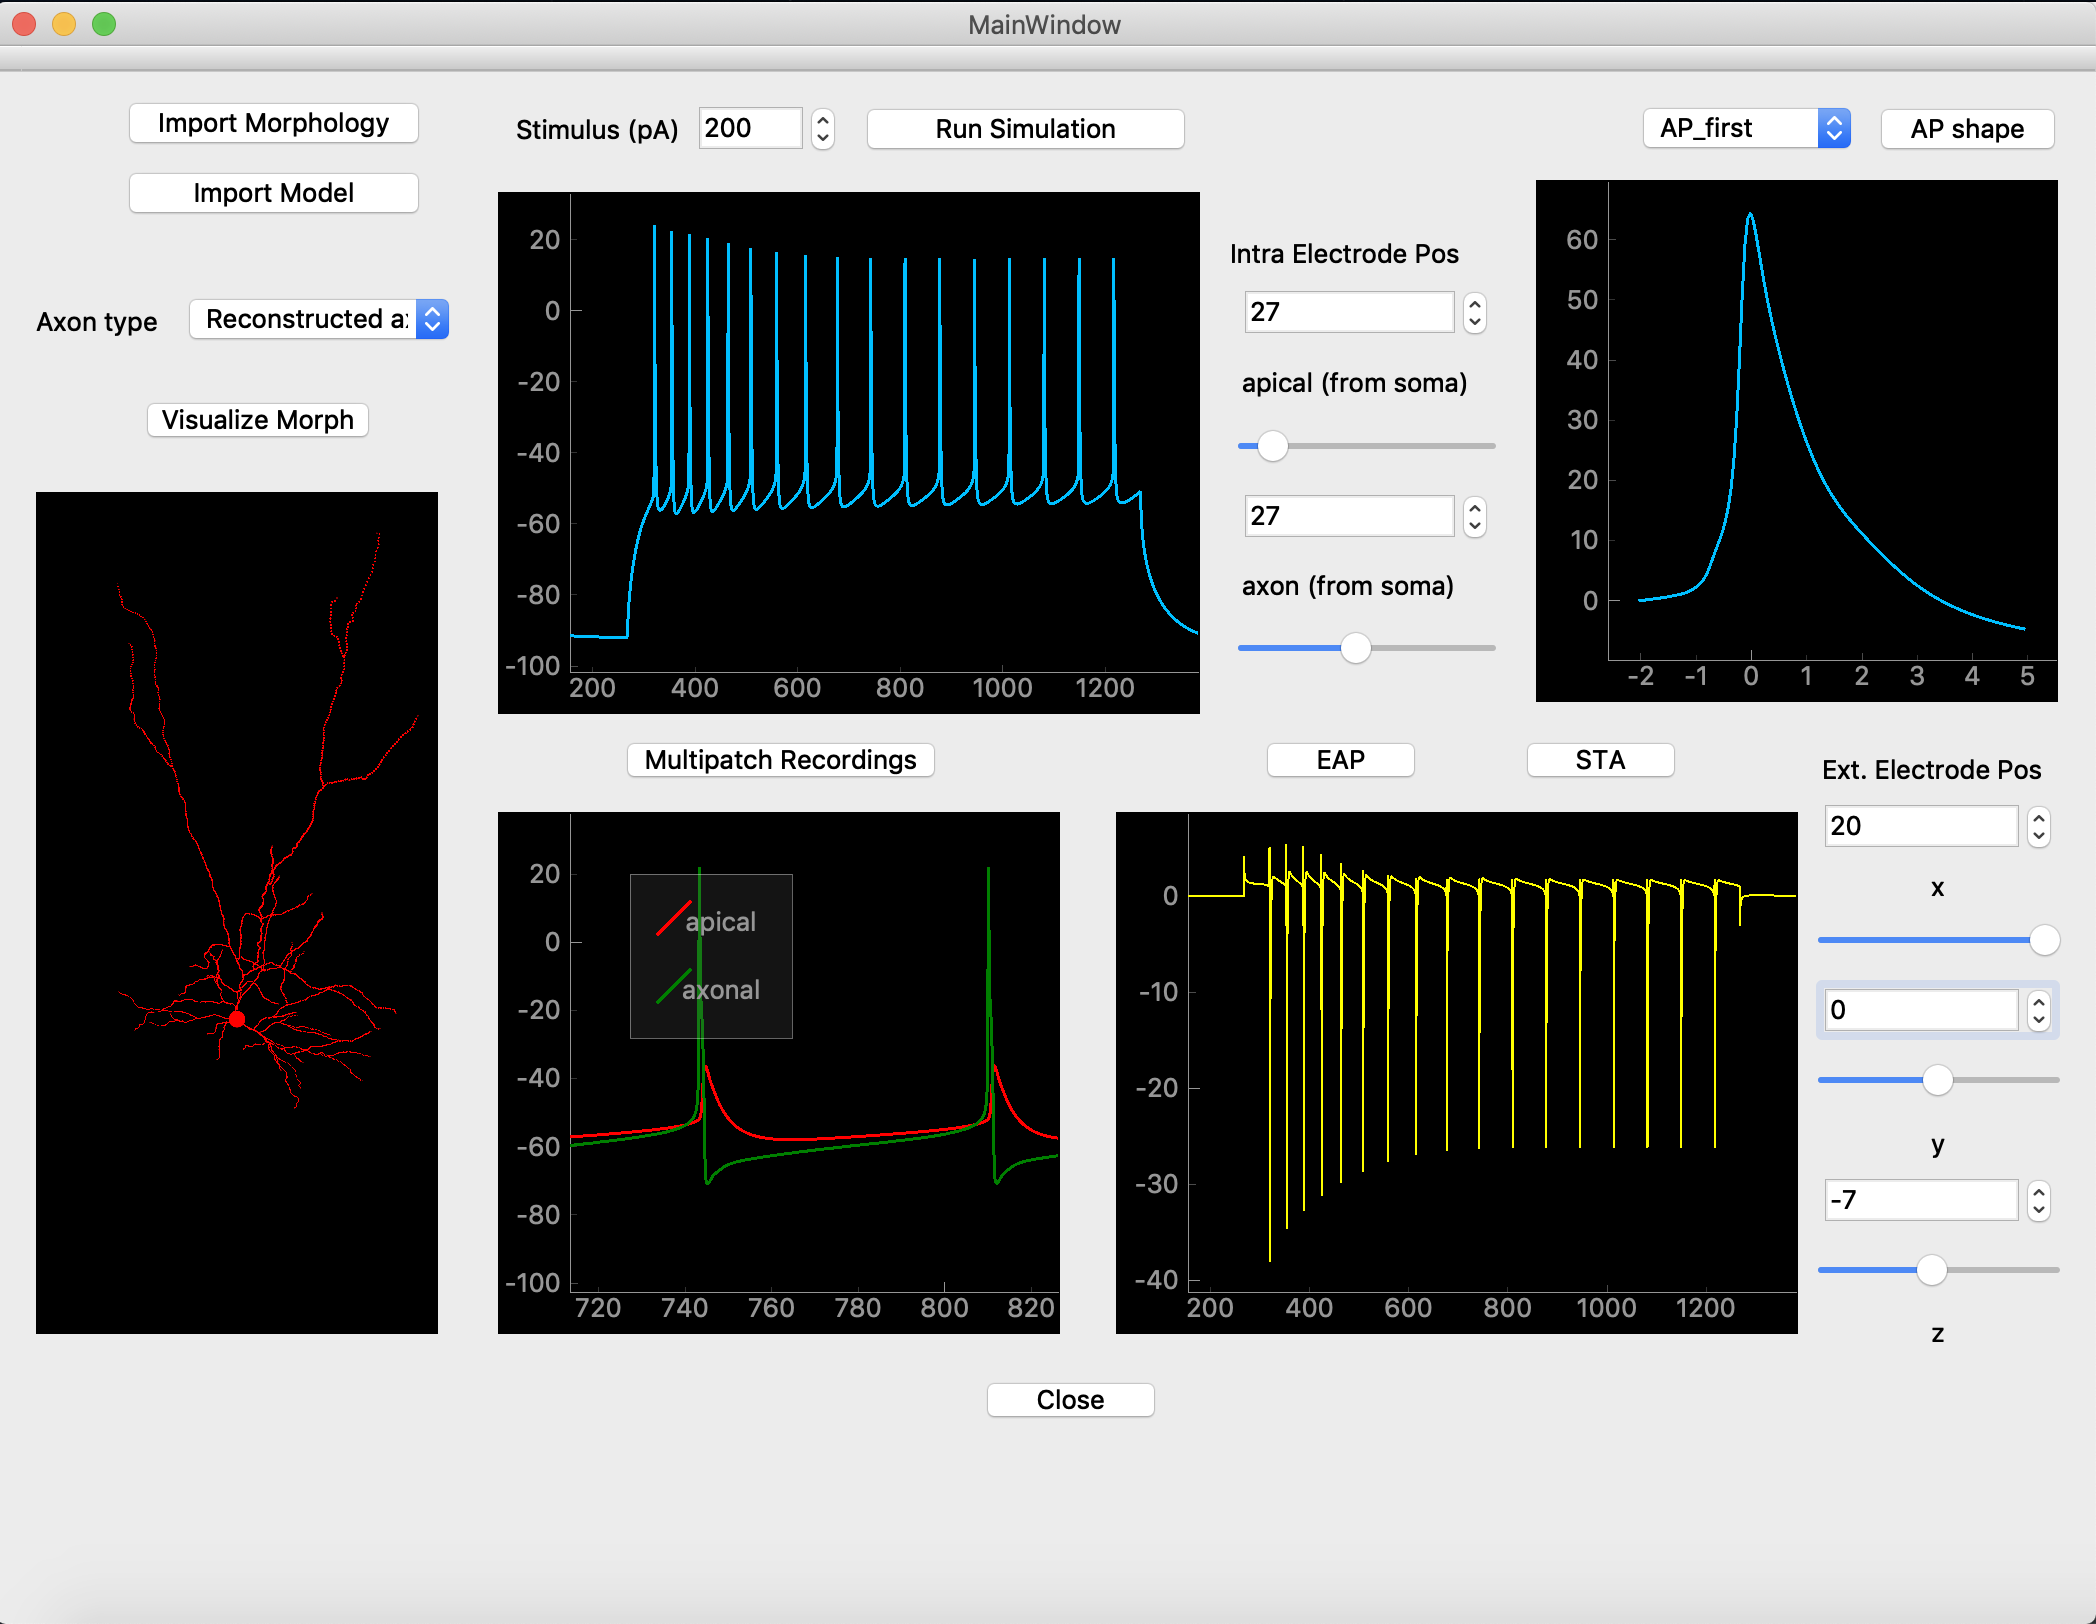 MainWindow
Import Morphology
Stimulus (pA) 200 Run Simulation
AP_first AP shape
Import Model
Axon type Reconstructed a
Visualize Morph
20
0
-20
-40
-60
-80
-100
200 400 600 800 1000 1200
Intra Electrode Pos
27
apical (from soma)
27
axon (from soma)
60
50
40
30
20
10
0
-2 -1 0 1 2 3 4 5
Multipatch Recordings
EAP
STA
Ext. Electrode Pos
20
x
0
y
-7
z
20
0
-20
-40
-60
-80
-100
720 740 760 780 800 820
apical
axonal
0
-10
-20
-30
-40
200 400 600 800 1000 1200
Close